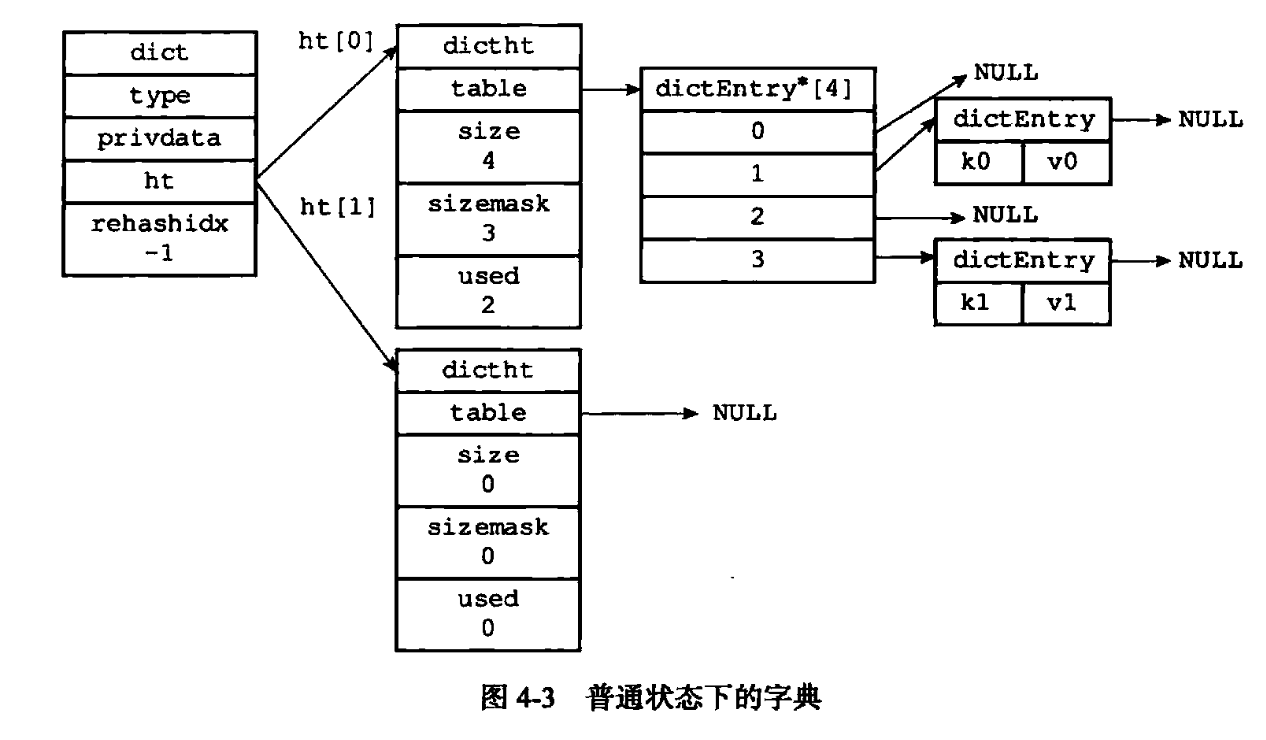 dict
type
privdata
ht
rehashidx
-1
ht[0]
ht[1]
dictht
table
size
4
sizemask
3
used
2
dictht
table
size
0
sizemask
0
used
0
NULL
dictEntry*[4]
0
1
2
3
NULL
dictEntry
k0 v0
NULL
NULL
dictEntry
k1 v1
NULL
图 4-3 普通状态下的字典